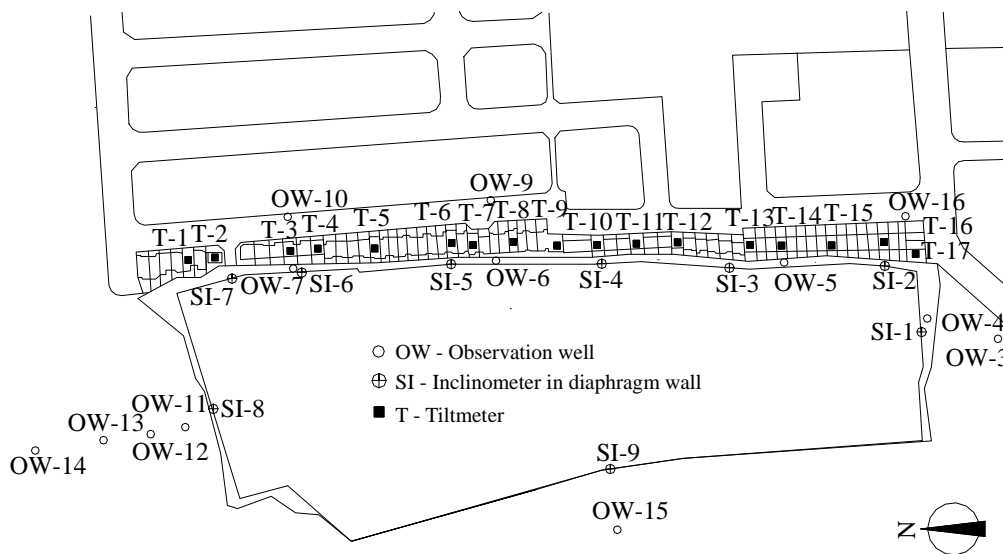 OW-9
OW-10
OW-16
T-1
T-2
T-3
T-4
T-5
T-6
T-7
T-8
T-9
T-10
T-11
T-12
T-13
T-14
T-15
T-16
T-17
SI-7
OW-7
SI-6
SI-5
OW-6
SI-4
SI-3
OW-5
SI-2
SI-1
OW-4
OW-3
OW - Observation well
SI - Inclinometer in diaphragm wall
T - Tiltmeter
OW-11
SI-8
OW-13
OW-12
OW-14
SI-9
OW-15
N